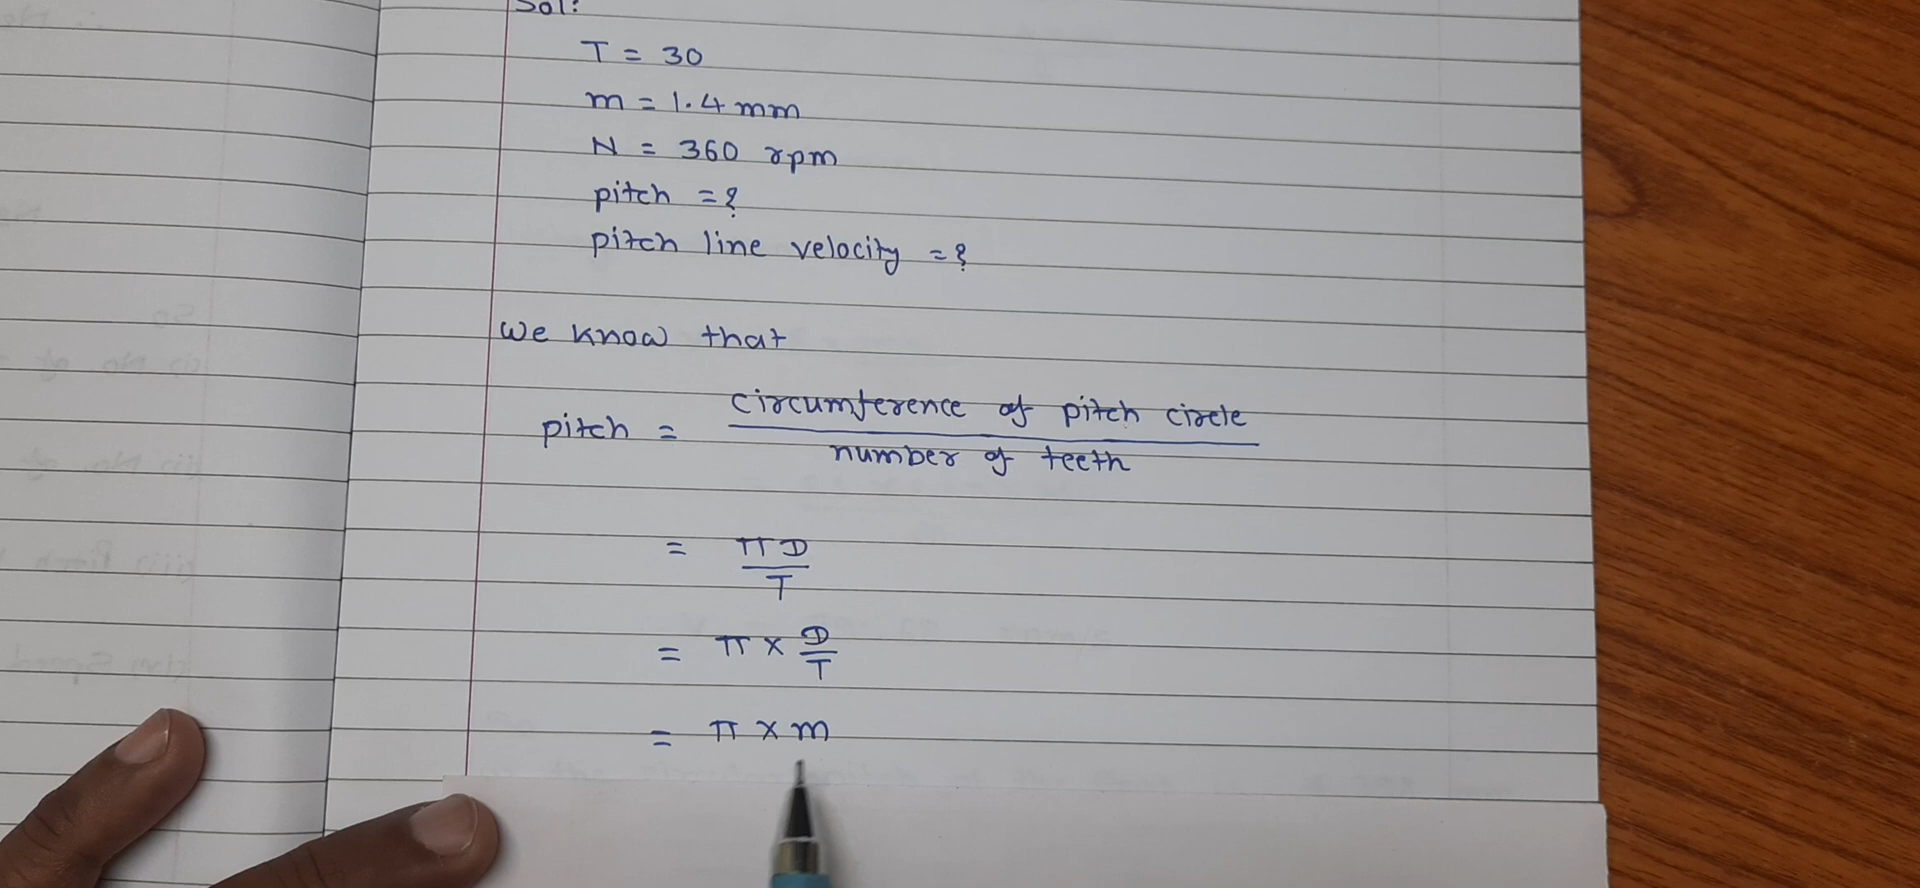 Sol:
T = 30
m = 1.4 mm
N = 360 rpm
pitch = ?
pitch line velocity = ?
We know that
pitch = circumference of pitch circle
number of teeth
= π D
T
= π × D
T
= π × m